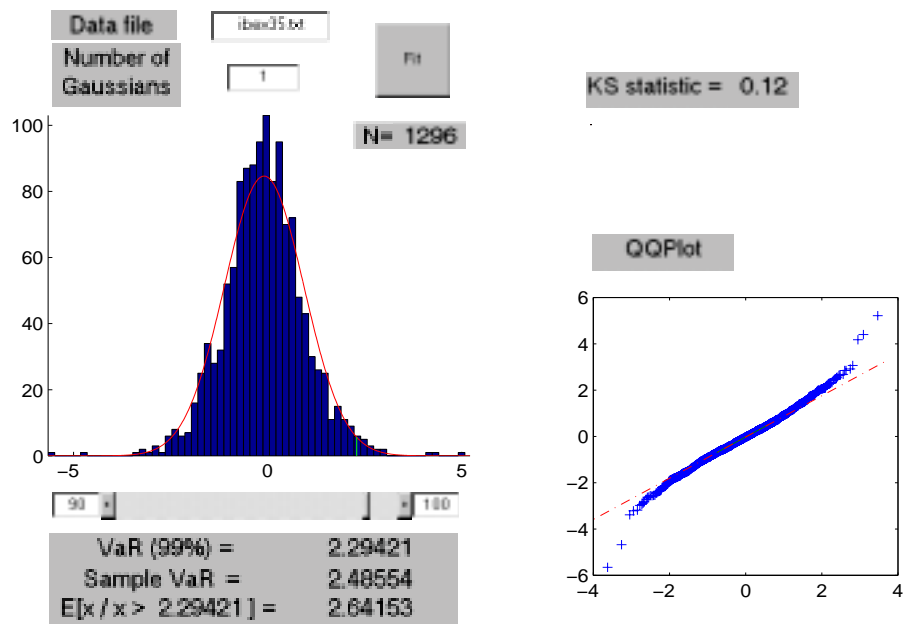 Data file
ibex35.txt
Number of
Gaussians
1
Fit
N= 1296
100
80
60
40
20
0
−5
0
5
90
100
VaR (99%) = 2.29421
Sample VaR = 2.48554
E[x / x > 2.29421 ] = 2.64153
KS statistic = 0.12
QQPlot
6
4
2
0
−2
−4
−6
−4
−2
0
2
4